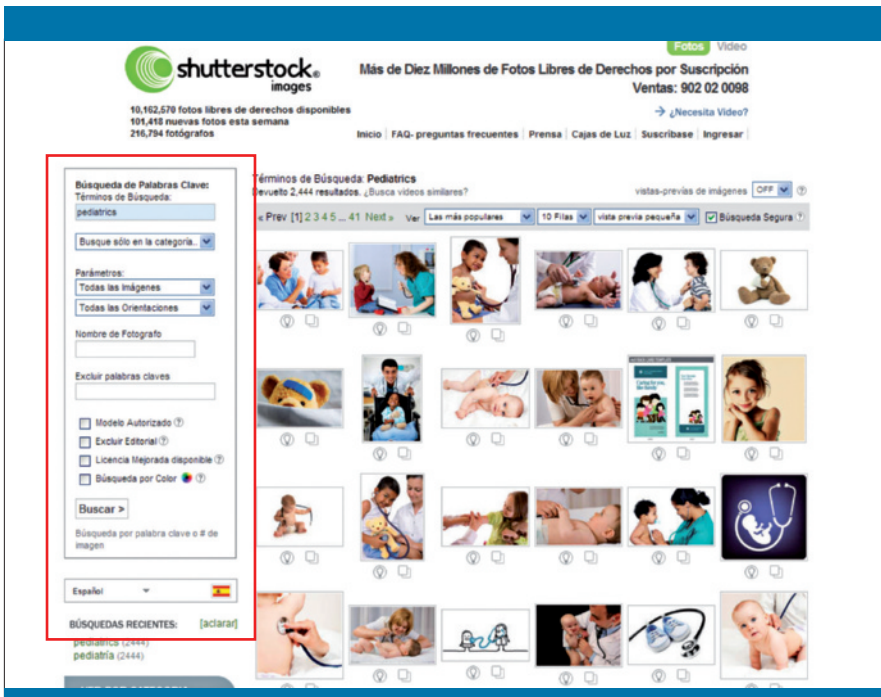 Fotos Video
shutterstock®
images
Más de Diez Millones de Fotos Libres de Derechos por Suscripción
Ventas: 902 02 0098
10,162,570 fotos libres de derechos disponibles
101,418 nuevas fotos esta semana
216,794 fotógrafos
→ ¿Necesita Video?
Inicio | FAQ- preguntas frecuentes | Prensa | Cajas de Luz | Suscríbase | Ingresar |
Búsqueda de Palabras Clave:
Términos de Búsqueda:
pediatrics
Busque sólo en la categoría..
Parámetros:
Todas las Imágenes
Todas las Orientaciones
Nombre de Fotografo
Excluir palabras claves
Modelo Autorizado ?
Excluir Editorial ?
Licencia Mejorada disponible ?
Búsqueda por Color ?
Buscar >
Búsqueda por palabra clave o # de
imagen
Español
BÚSQUEDAS RECIENTES: [aclarar]
pediatrics (2444)
pediatría (2444)
Términos de Búsqueda: Pediatrics
Devuelto 2,444 resultados. ¿Busca videos similares?
vistas-previas de imágenes OFF ?
« Prev [1] 2 3 4 5 ... 41 Next » Ver Las más populares 10 Filas vista previa pequeña Búsqueda Segura ?